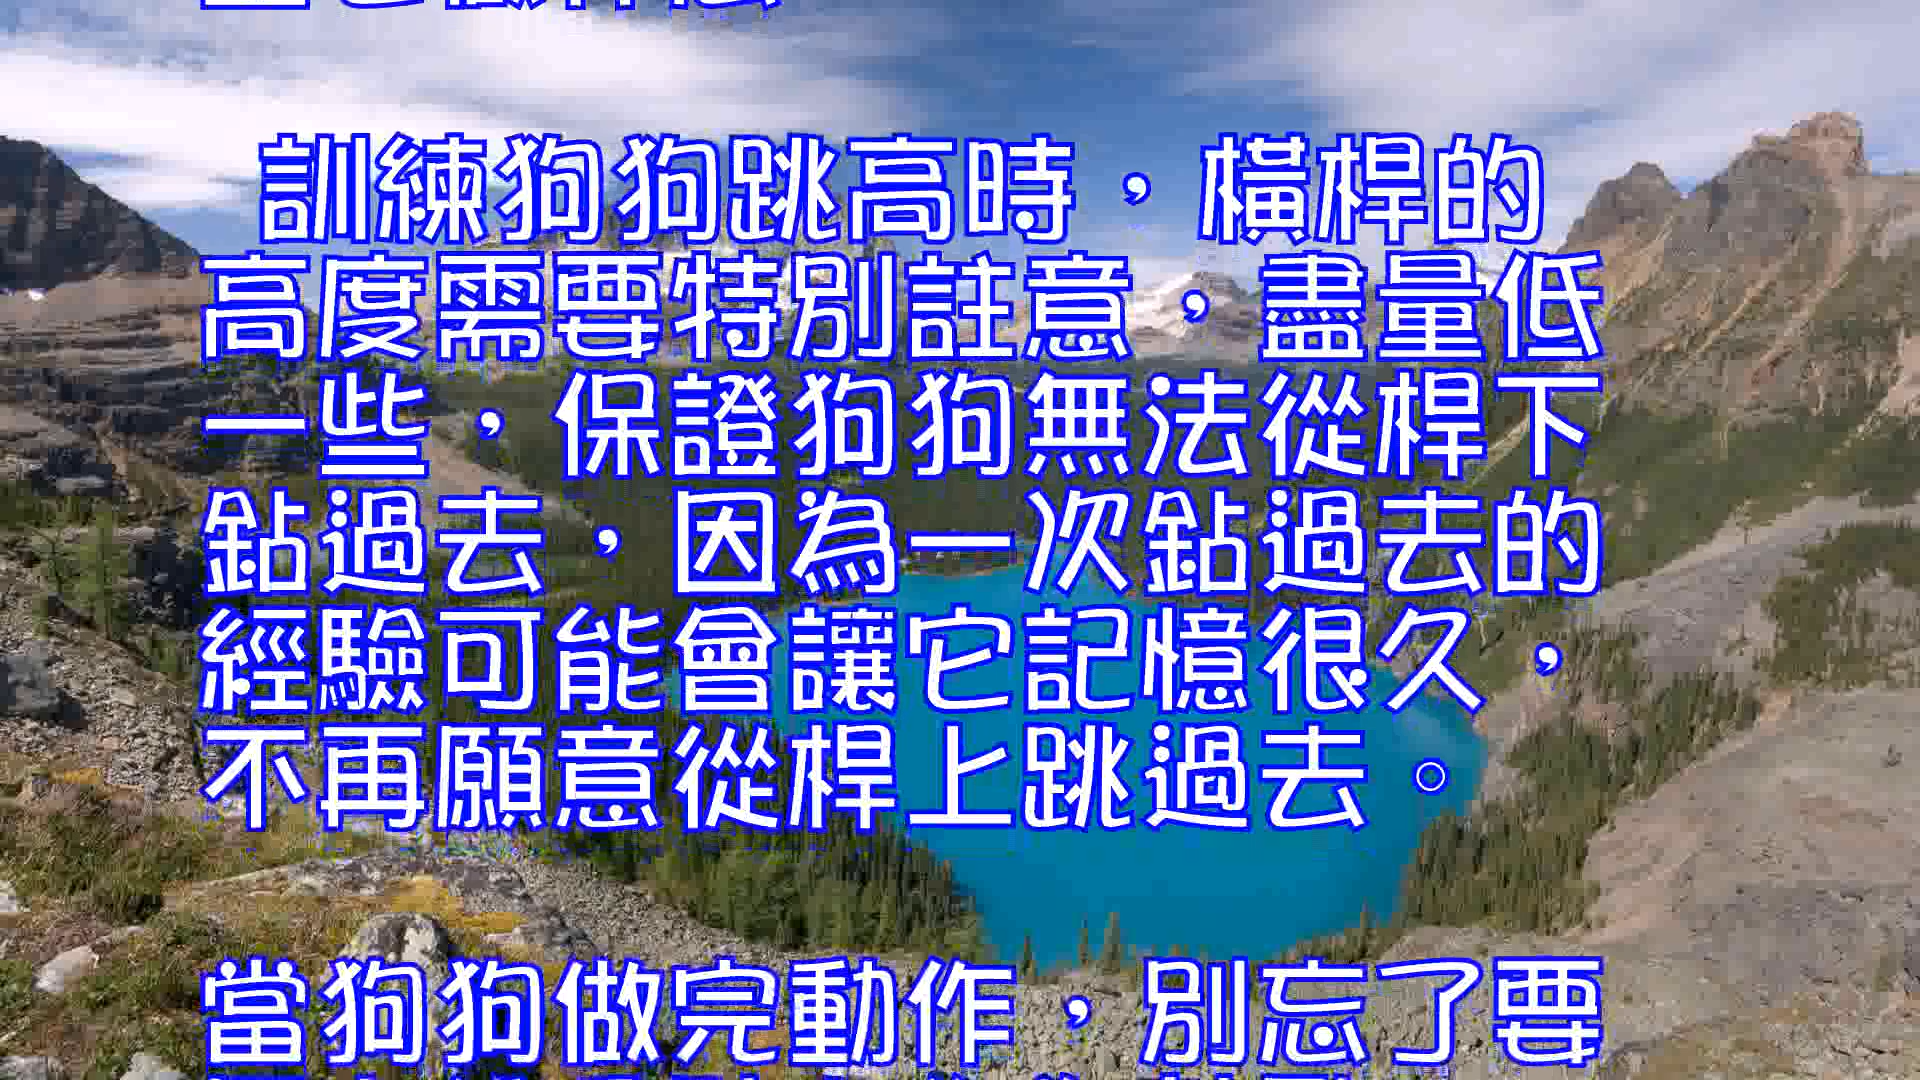 訓練狗狗跳高時，橫桿的
高度需要特別註意，盡量低
一些，保證狗狗無法從桿下
鉆過去，因為一次鉆過去的
經驗可能會讓它記憶很久，
不再願意從桿上跳過去。
當狗狗做完動作，別忘了要